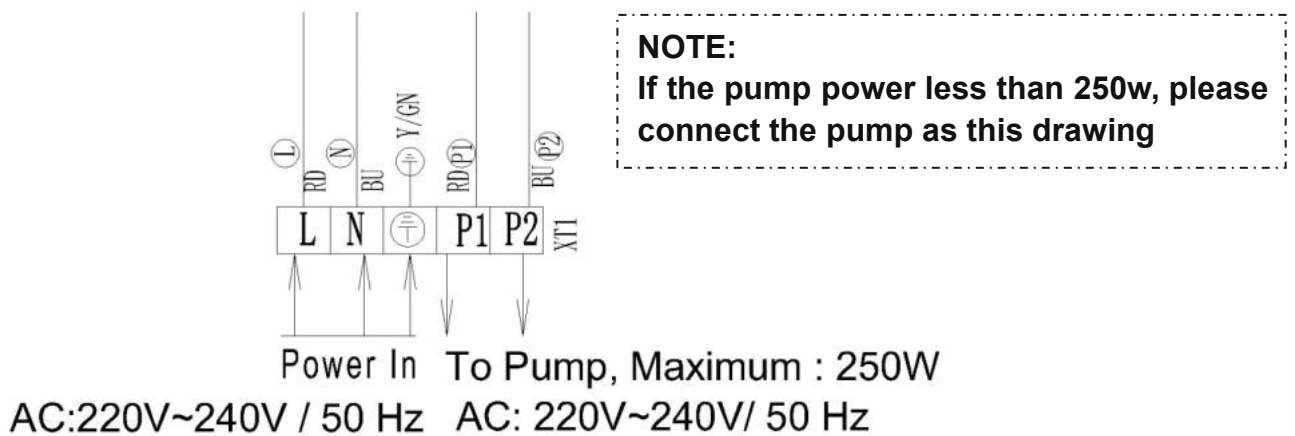 NOTE:
If the pump power less than 250w, please
connect the pump as this drawing
L N Y/GN P1 P2
RD BU RD BU
L N P1 P2 XT1
Power In To Pump, Maximum : 250W
AC:220V~240V / 50 Hz AC: 220V~240V/ 50 Hz